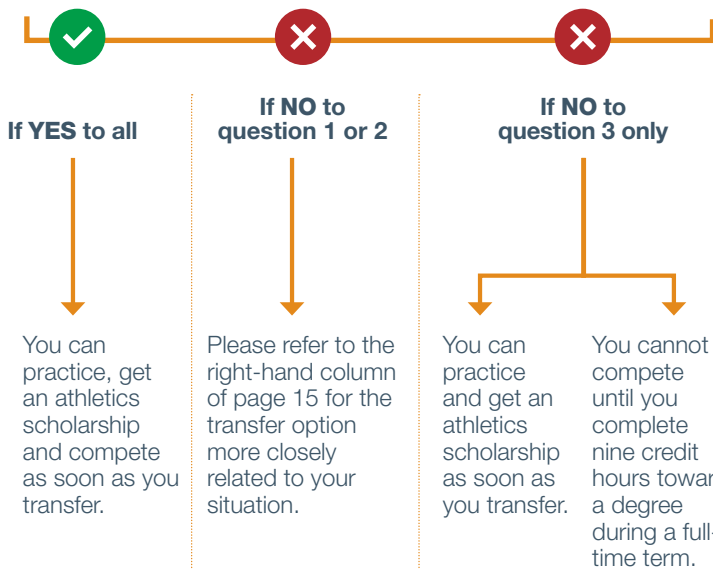 If YES to all
If NO to
question 1 or 2
If NO to
question 3 only
You can
practice, get
an athletics
scholarship
and compete
as soon as you
transfer.
Please refer to the
right-hand column
of page 15 for the
transfer option
more closely
related to your
situation.
You can
practice
and get an
athletics
scholarship
as soon as
you transfer.
You cannot
compete
until you
complete
nine credit
hours towar
a degree
during a full-
time term.